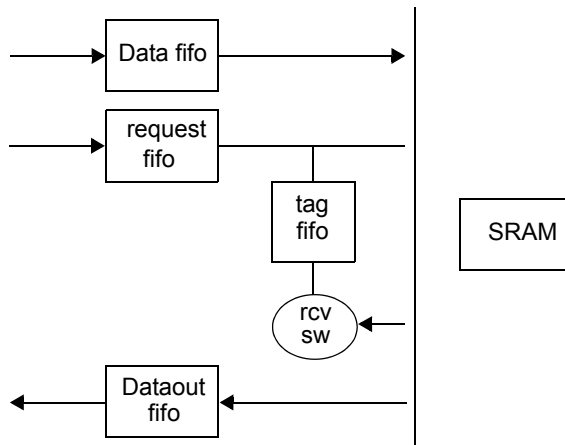 Data fifo
request
fifo
tag
fifo
SRAM
rcv
sw
Dataout
fifo